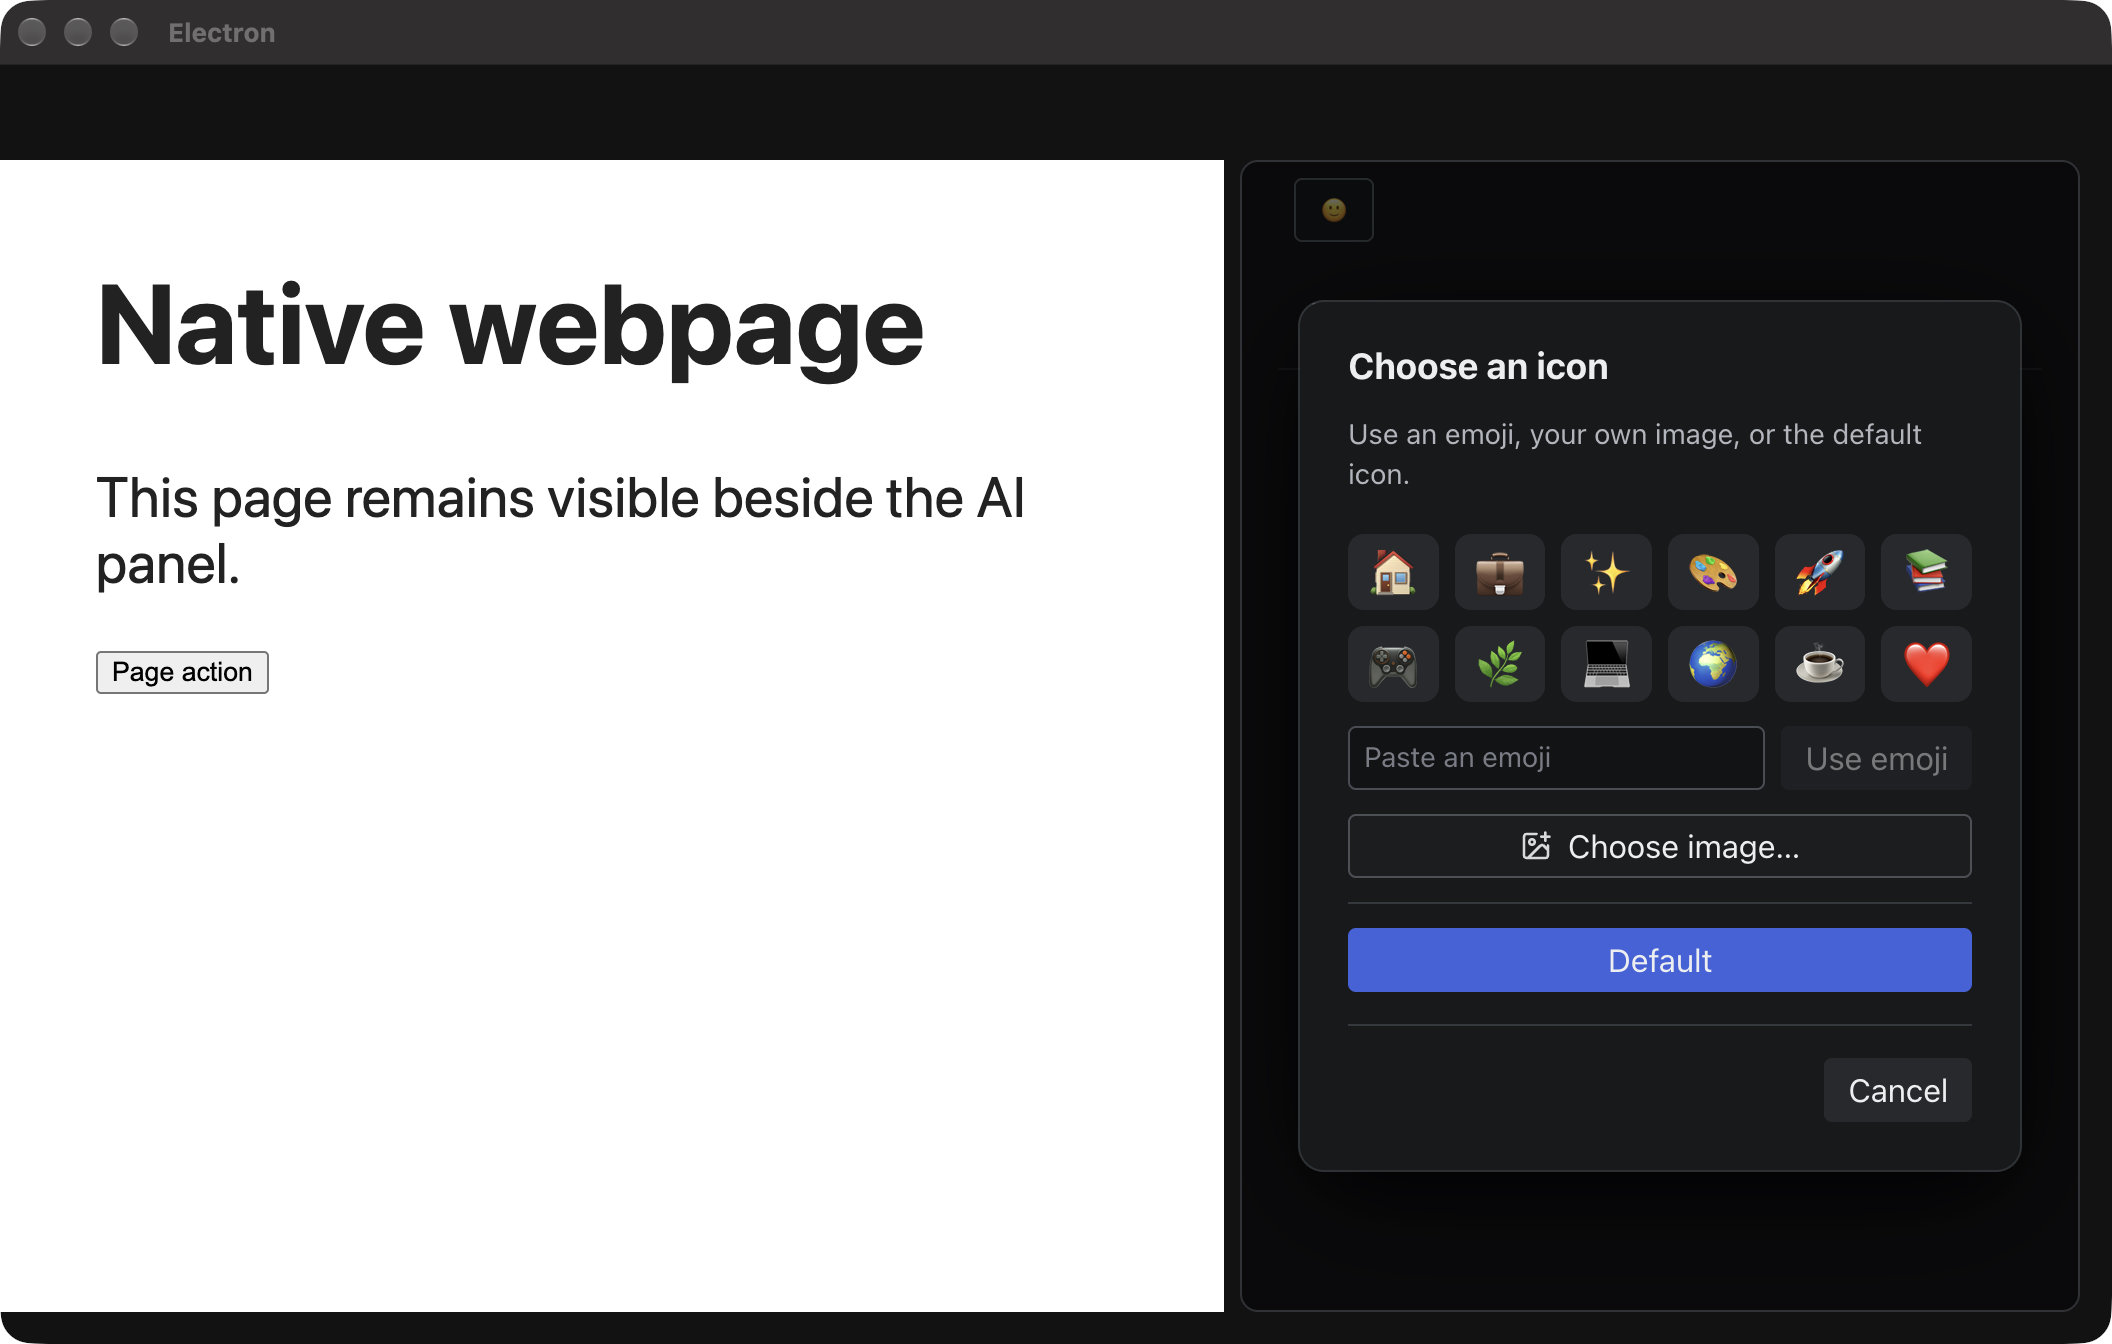 Electron
Native webpage
This page remains visible beside the AI
panel.
Page action
Choose an icon
Use an emoji, your own image, or the default
icon.
Paste an emoji
Use emoji
Choose image...
Default
Cancel